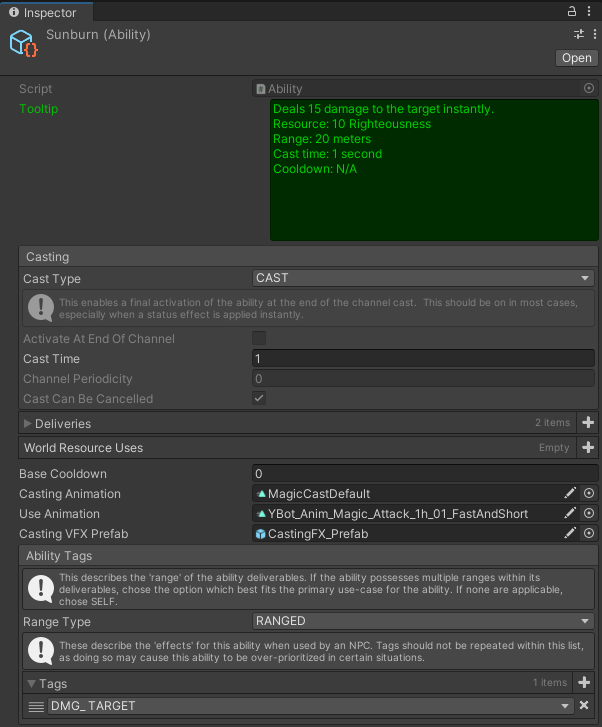 Inspector
Sunburn (Ability)
Open
Script
Ability
Tooltip
Deals 15 damage to the target instantly.
Resource: 10 Righteousness
Range: 20 meters
Cast time: 1 second
Cooldown: N/A
Casting
Cast Type
CAST
This enables a final activation of the ability at the end of the channel cast.  This should be on in most cases,
especially when a status effect is applied instantly.
Activate At End Of Channel
Cast Time
1
Channel Periodicity
0
Cast Can Be Cancelled
Deliveries
2 items
World Resource Uses
Empty
Base Cooldown
0
Casting Animation
MagicCastDefault
Use Animation
YBot_Anim_Magic_Attack_1h_01_FastAndShort
Casting VFX Prefab
CastingFX_Prefab
Ability Tags
This describes the 'range' of the ability deliverables. If the ability possesses multiple ranges within its
deliverables, chose the option which best fits the primary use-case for the ability. If none are applicable,
chose SELF.
Range Type
RANGED
These describe the 'effects' for this ability when used by an NPC. Tags should not be repeated within this list,
as doing so may cause this ability to be over-prioritized in certain situations.
Tags
1 items
DMG_ TARGET